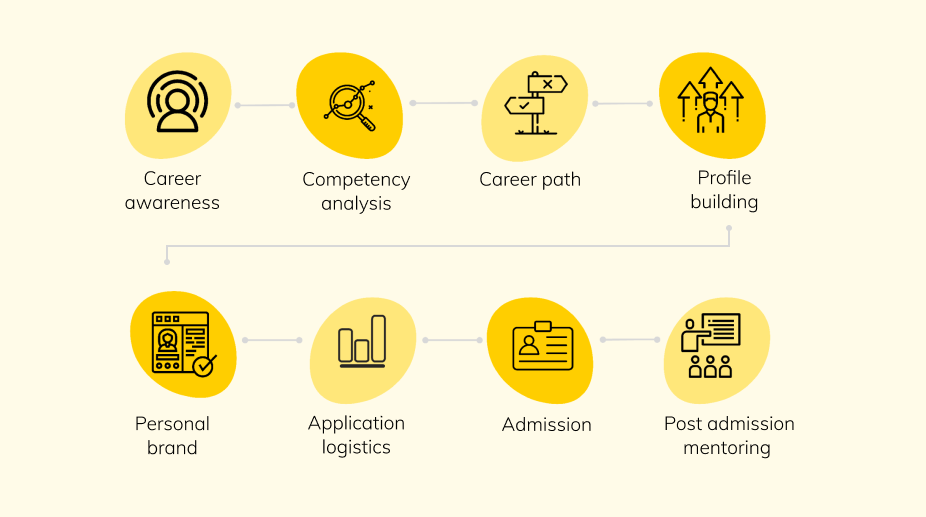 Career
awareness
Competency
analysis
Career path
Profile
building
Personal
brand
Application
logistics
Admission
Post admission
mentoring